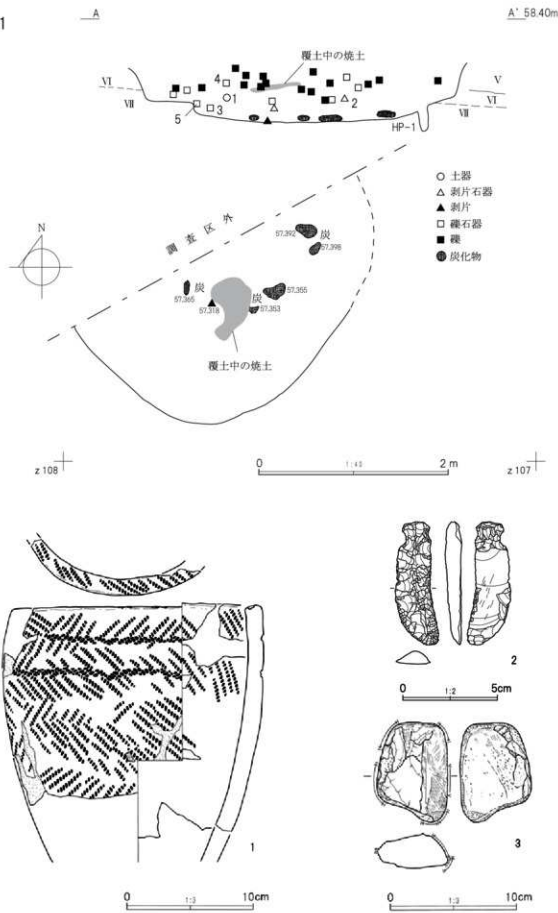 1
A
A' 58.40m
覆土中の焼土
4
1
2
3
5
Ⅵ
Ⅶ
Ⅴ
Ⅵ
Ⅶ
HP-1
N
調査区外
○ 土器
△ 剥片石器
▲ 剥片
□ 礫石器
■ 礫
炭化物
57.392
炭
57.398
炭
57.365
57.318
炭
57.355
57.353
覆土中の焼土
z 108
0 1:40 2 m
z 107
2
0 1:2 5cm
1
3
0 1:3 10cm
0 1:3 10cm